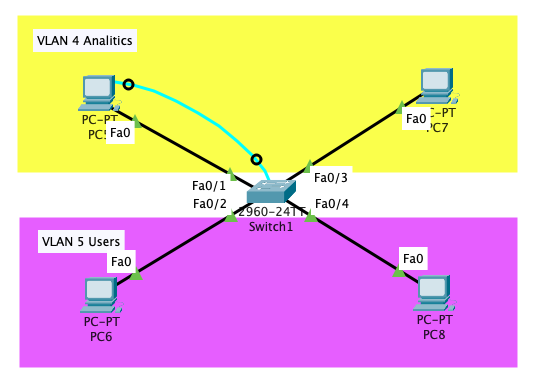 VLAN 4 Analitics
PC-PT
Fa0
Fa0
PC-PT
PC7
Fa0/1
Fa0/3
Fa0/2
2960-24TT
Fa0/4
Switch1
VLAN 5 Users
Fa0
Fa0
PC-PT
PC6
PC-PT
PC8